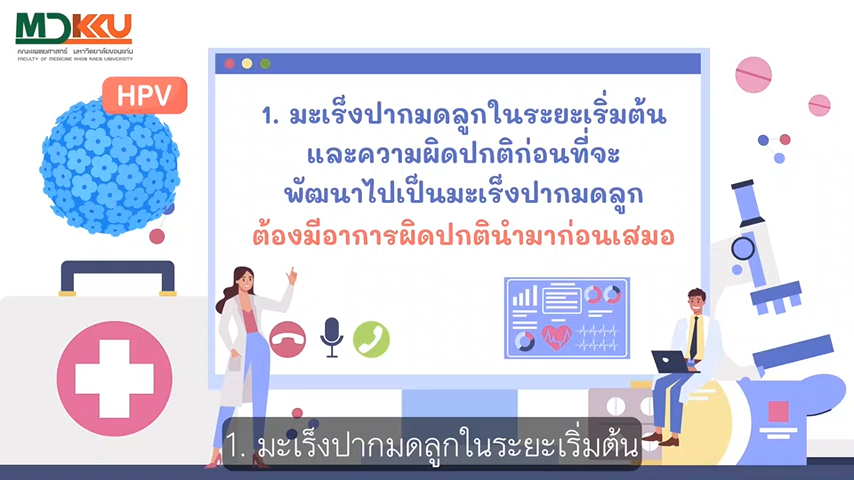 MDKKU
คณะแพทยศาสตร์ มหาวิทยาลัยขอนแก่น
FACULTY OF MEDICINE KHON KAEN UNIVERSITY
HPV
1. มะเร็งปากมดลูกในระยะเริ่มต้น
และความผิดปกติก่อนที่จะ
พัฒนาไปเป็นมะเร็งปากมดลูก
ต้องมีอาการผิดปกตินำมาก่อนเสมอ
1. มะเร็งปากมดลูกในระยะเริ่มต้น